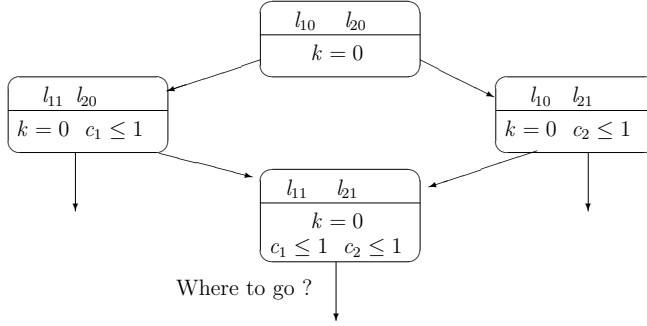 l₁₀ l₂₀
k = 0
l₁₁ l₂₀
k = 0 c₁ ≤ 1
l₁₀ l₂₁
k = 0 c₂ ≤ 1
l₁₁ l₂₁
k = 0
c₁ ≤ 1 c₂ ≤ 1
Where to go ?